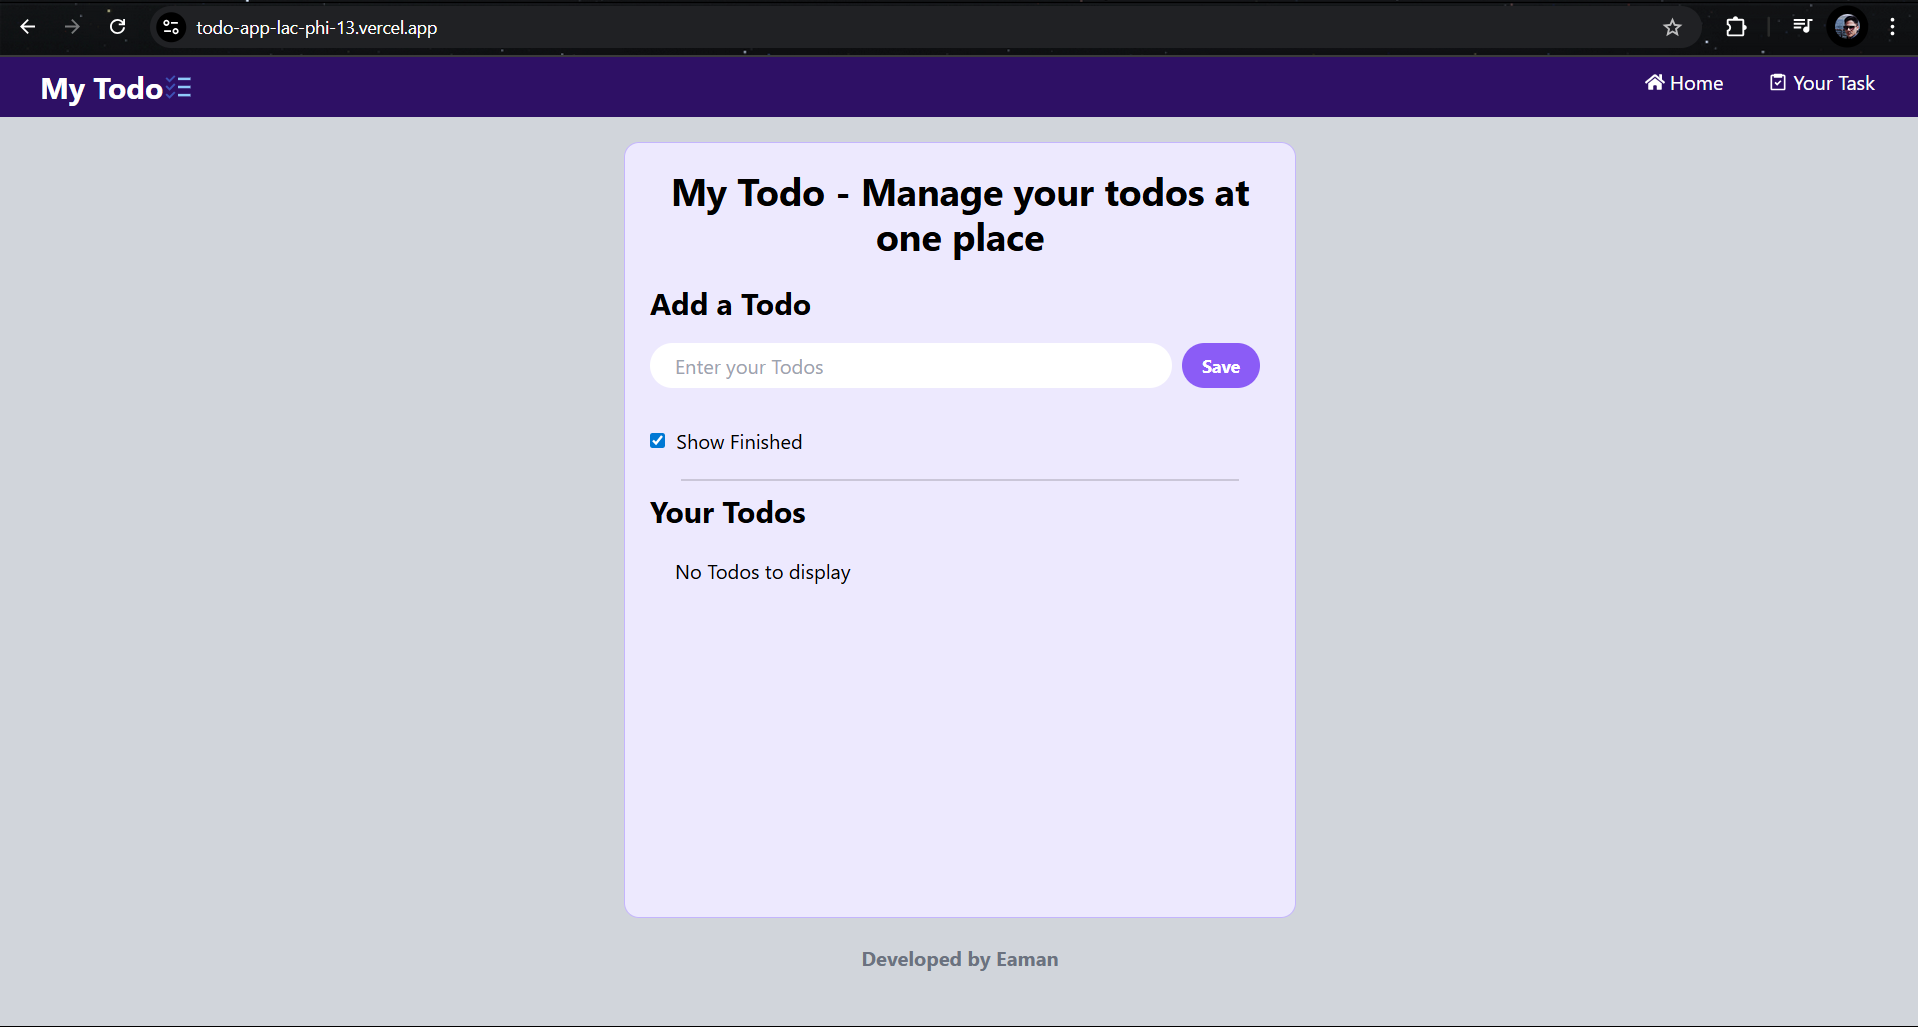 todo-app-lac-phi-13.vercel.app
My Todo
Home
Your Task
My Todo - Manage your todos at
one place
Add a Todo
Enter your Todos
Save
Show Finished
Your Todos
No Todos to display
Developed by Eaman